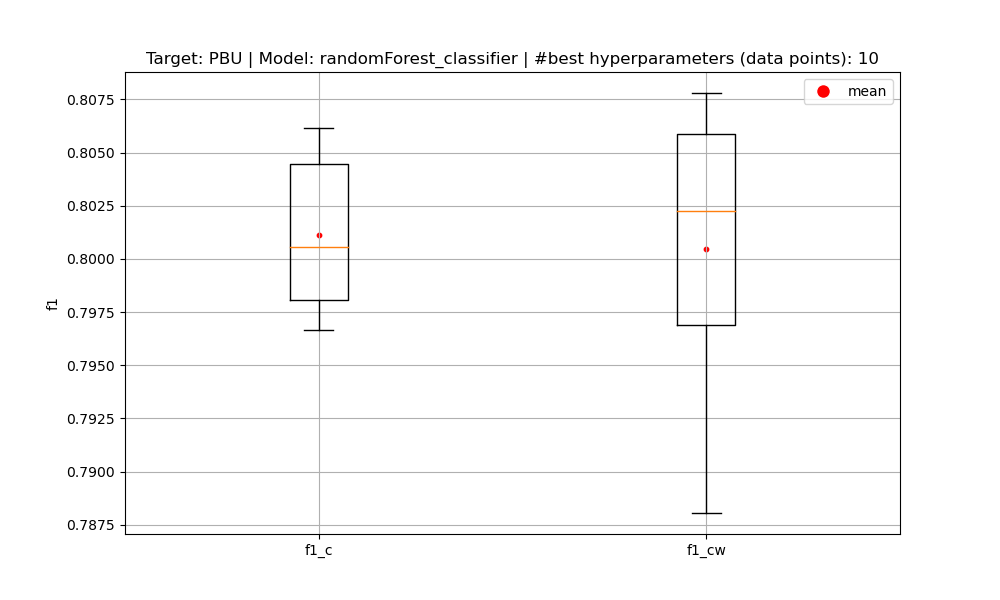 Target: PBU | Model: randomForest_classifier | #best hyperparameters (data points): 10
mean
0.8075
0.8050
0.8025
0.8000
0.7975
0.7950
0.7925
0.7900
0.7875
f1
f1_c
f1_cw